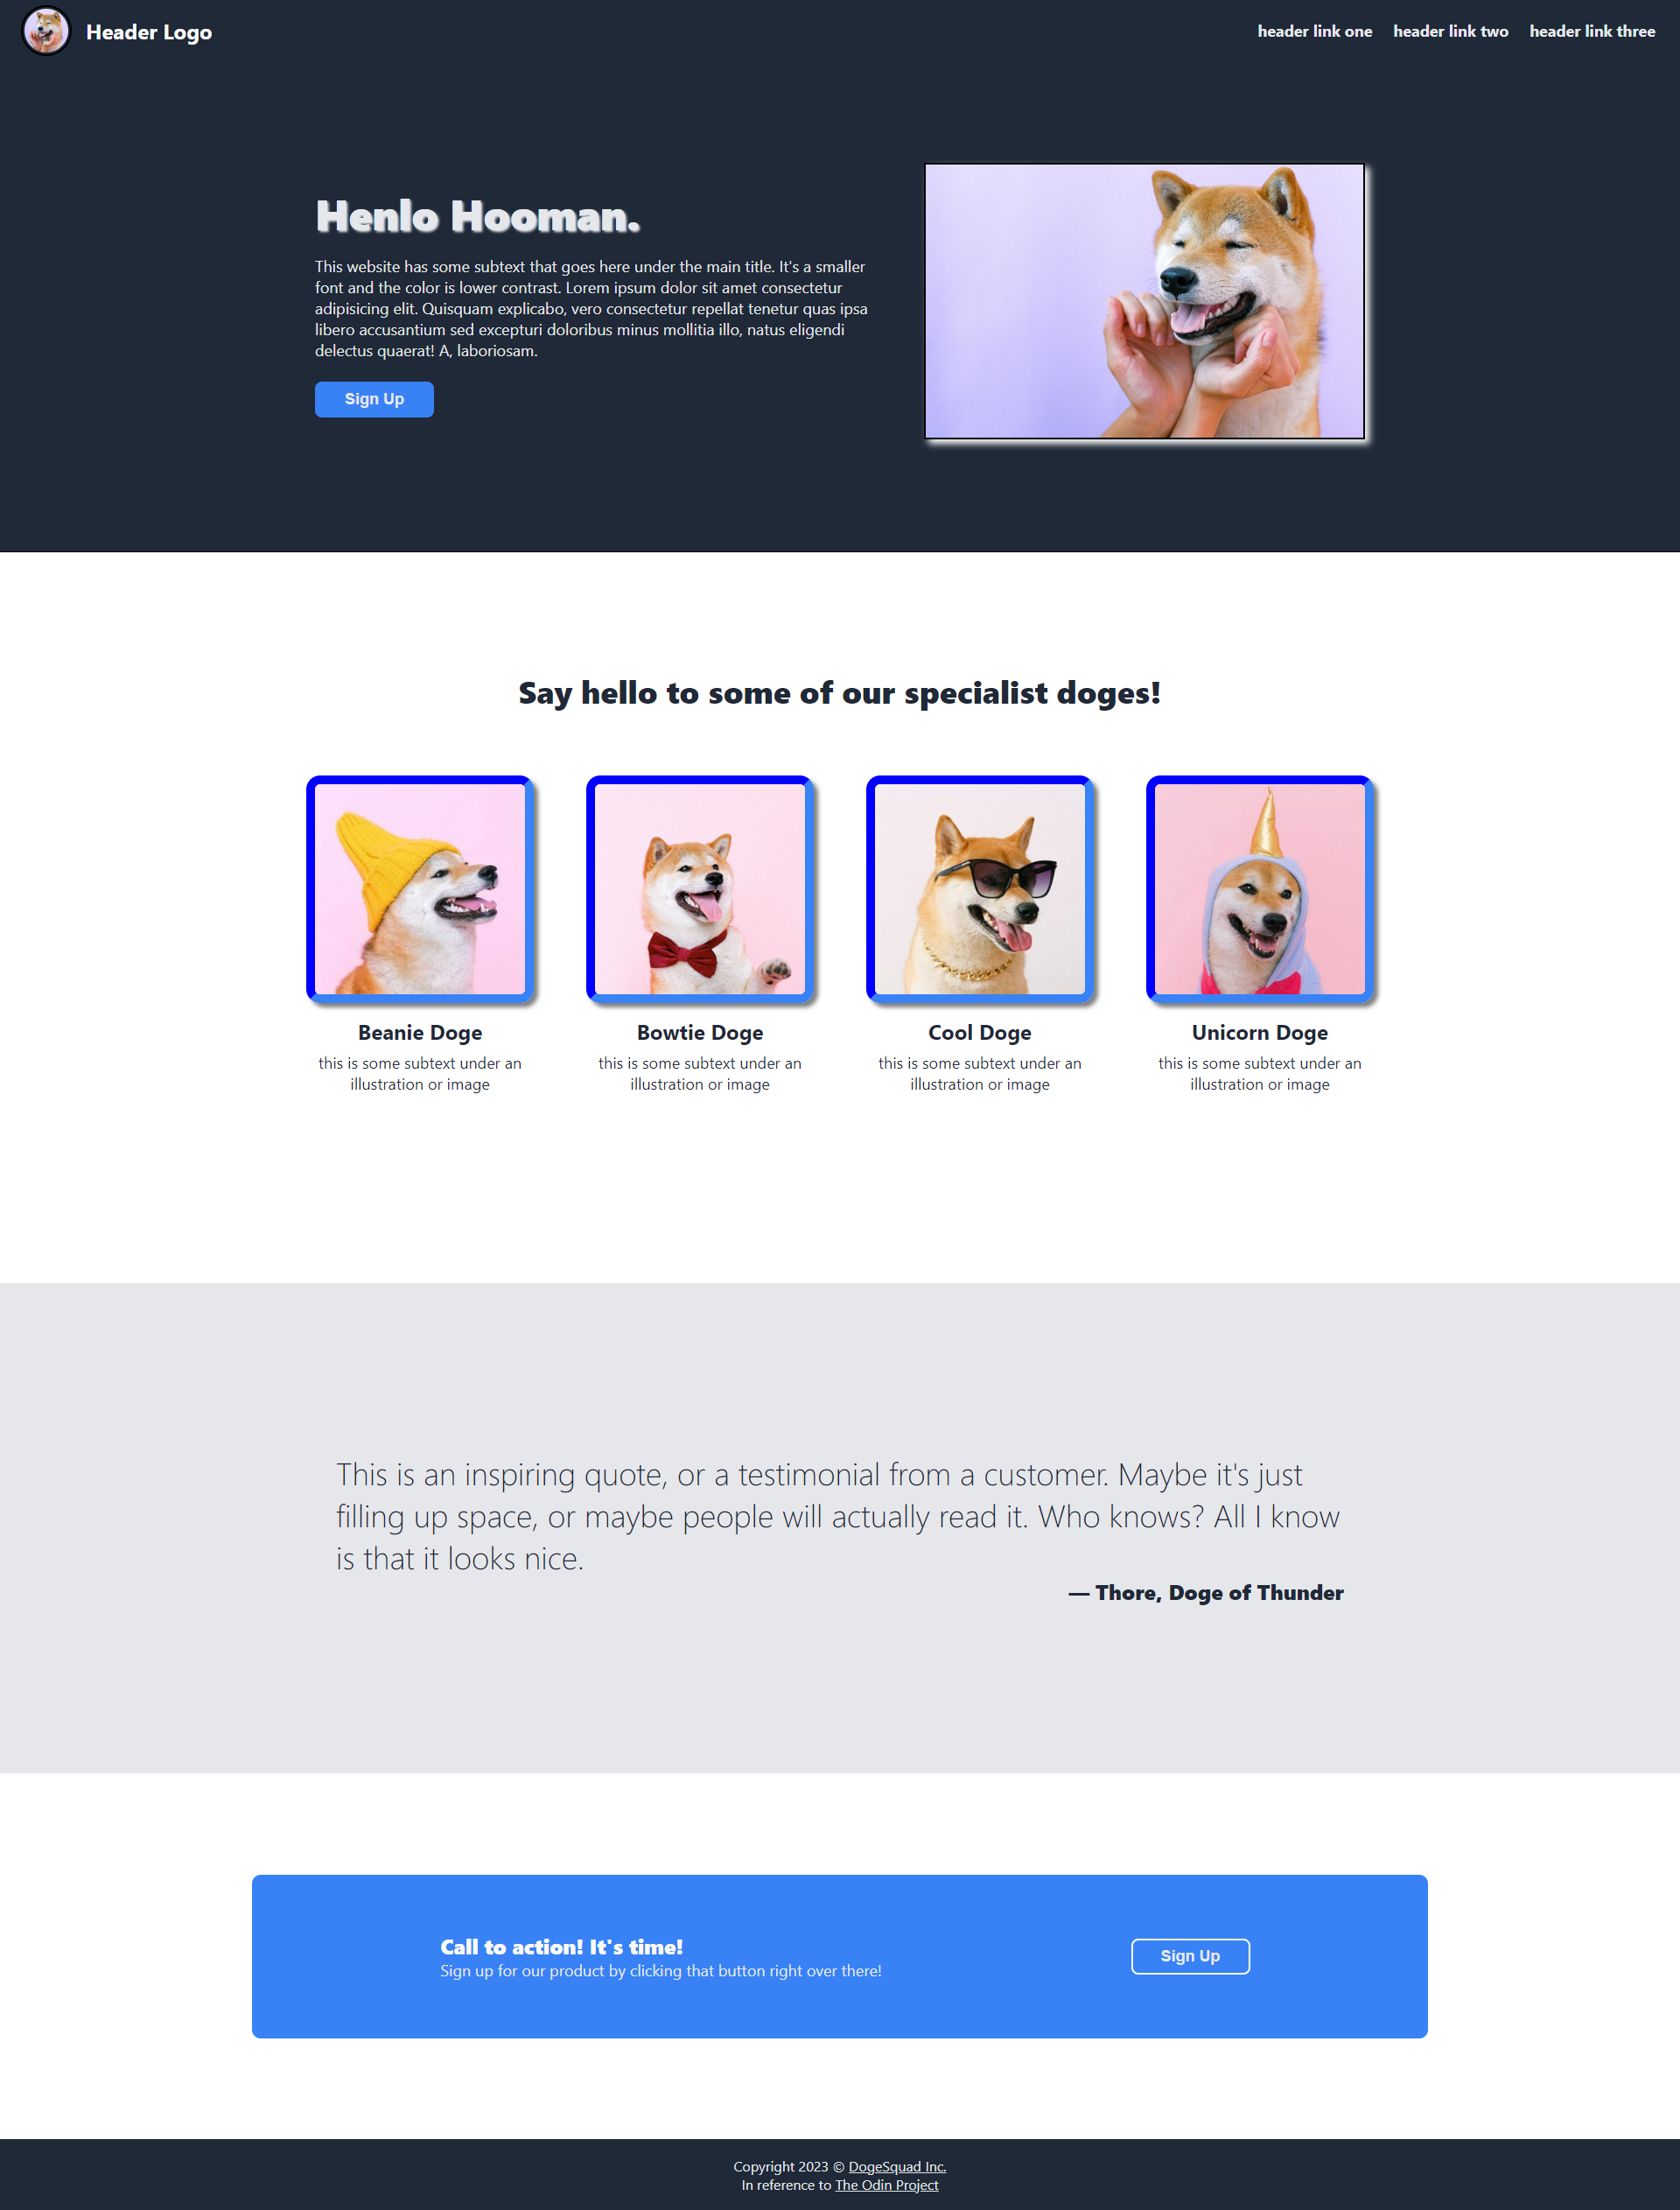 Header Logo
header link one
header link two
header link three
Henlo Hooman.
This website has some subtext that goes here under the main title. It's a smaller
font and the color is lower contrast. Lorem ipsum dolor sit amet consectetur
adipisicing elit. Quisquam explicabo, vero consectetur repellat tenetur quas ipsa
libero accusantium sed excepturi doloribus minus mollitia illo, natus eligendi
delectus quaerat! A, laboriosam.
Sign Up
Say hello to some of our specialist doges!
Beanie Doge
this is some subtext under an
illustration or image
Bowtie Doge
this is some subtext under an
illustration or image
Cool Doge
this is some subtext under an
illustration or image
Unicorn Doge
this is some subtext under an
illustration or image
This is an inspiring quote, or a testimonial from a customer. Maybe it's just
filling up space, or maybe people will actually read it. Who knows? All I know
is that it looks nice.
— Thore, Doge of Thunder
Call to action! It's time!
Sign up for our product by clicking that button right over there!
Sign Up
Copyright 2023 © DogeSquad Inc.
In reference to The Odin Project